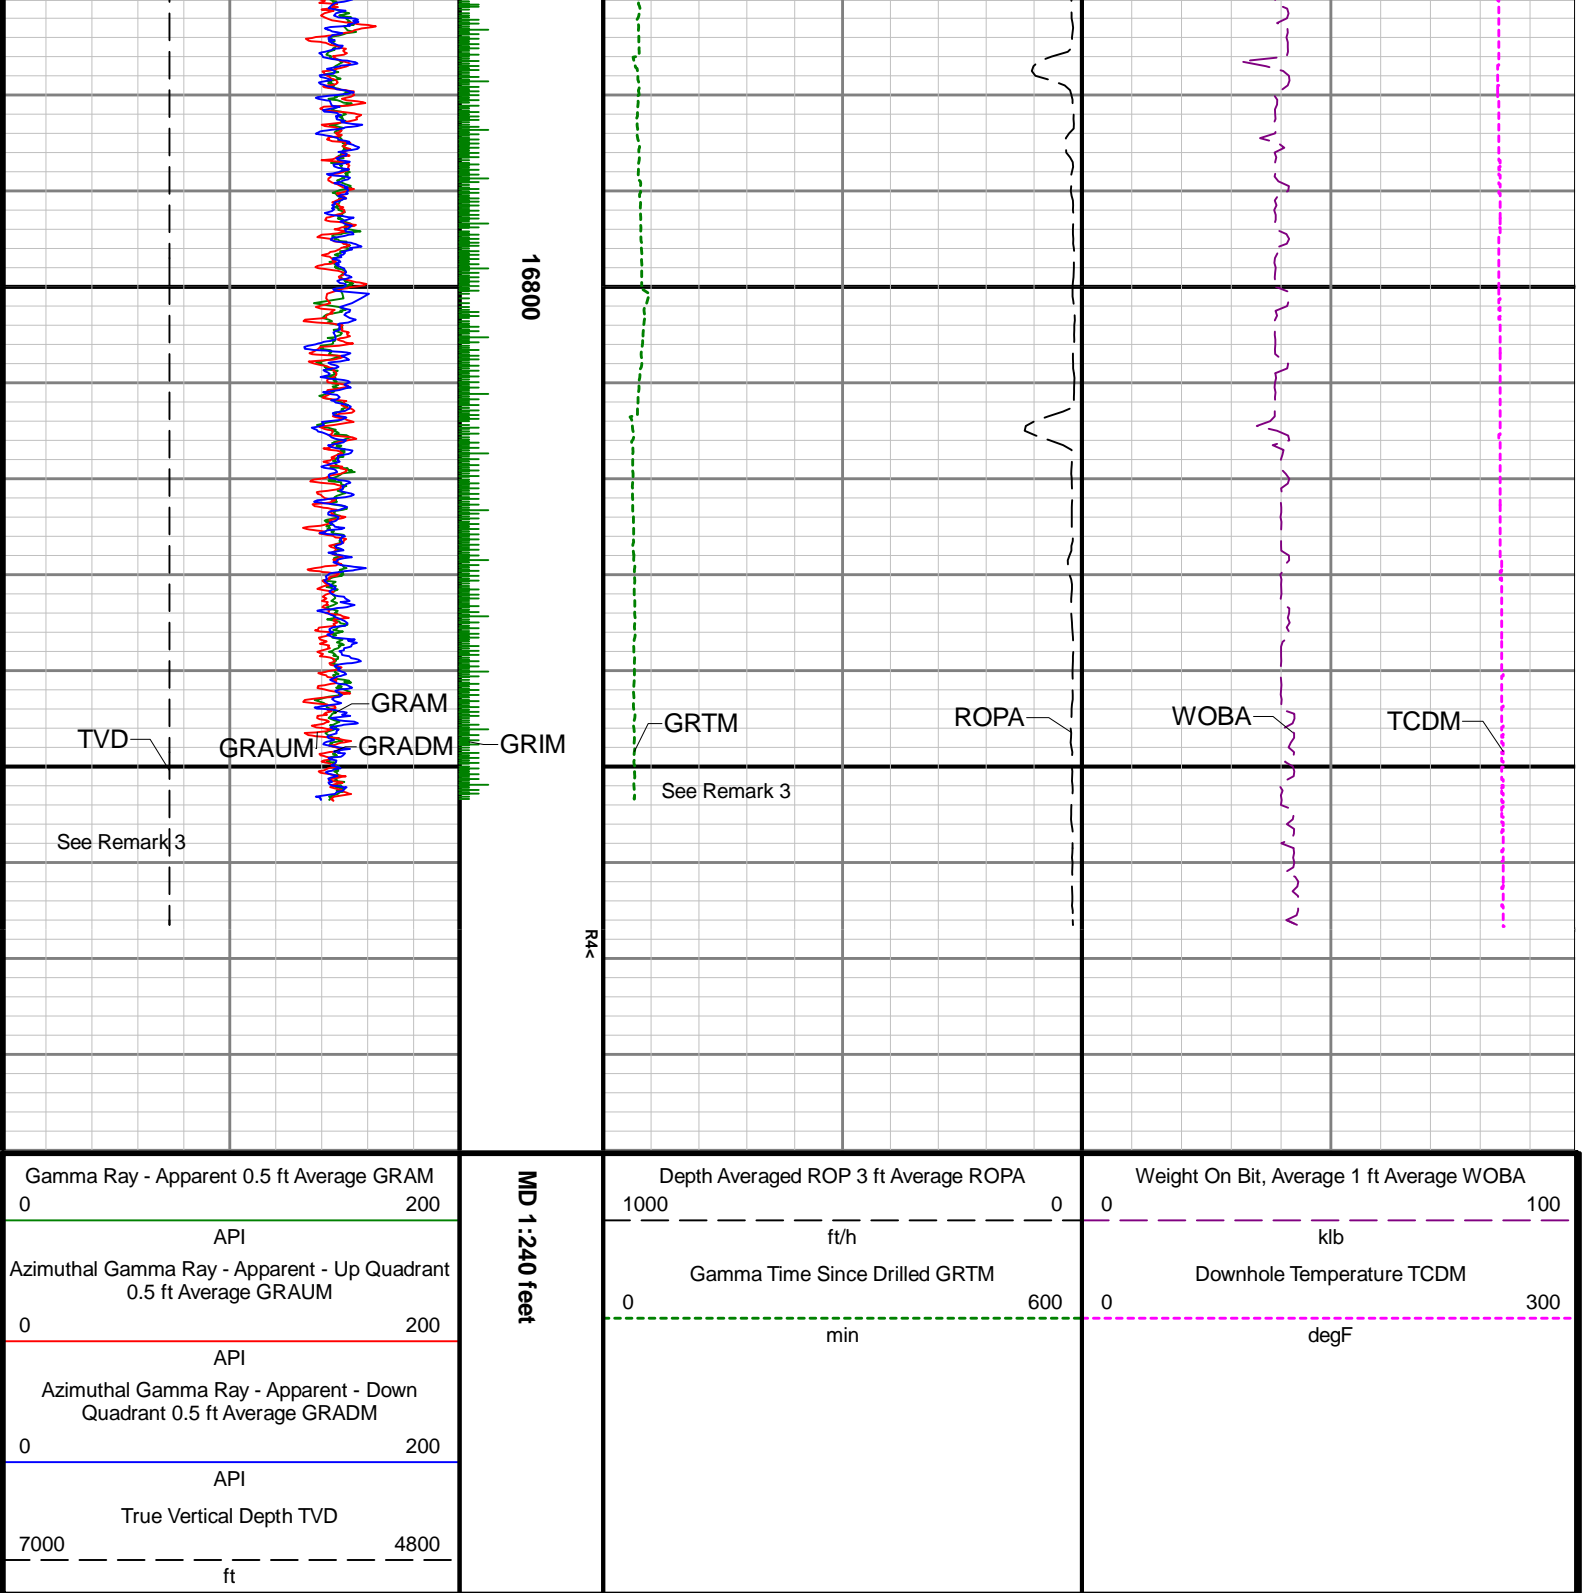 16800
GRAM
GRAUM
GRADM
GRIM
TVD
GRTM
ROPA
WOBA
TCDM
See Remark 3
See Remark 3
R4<
Gamma Ray - Apparent 0.5 ft Average GRAM
0 200
API
Azimuthal Gamma Ray - Apparent - Up Quadrant
0.5 ft Average GRAUM
0 200
API
Azimuthal Gamma Ray - Apparent - Down
Quadrant 0.5 ft Average GRADM
0 200
API
True Vertical Depth TVD
7000 4800
ft
MD 1:240 feet
Depth Averaged ROP 3 ft Average ROPA
1000 0
ft/h
Gamma Time Since Drilled GRTM
0 600
min
Weight On Bit, Average 1 ft Average WOBA
0 100
klb
Downhole Temperature TCDM
0 300
degF